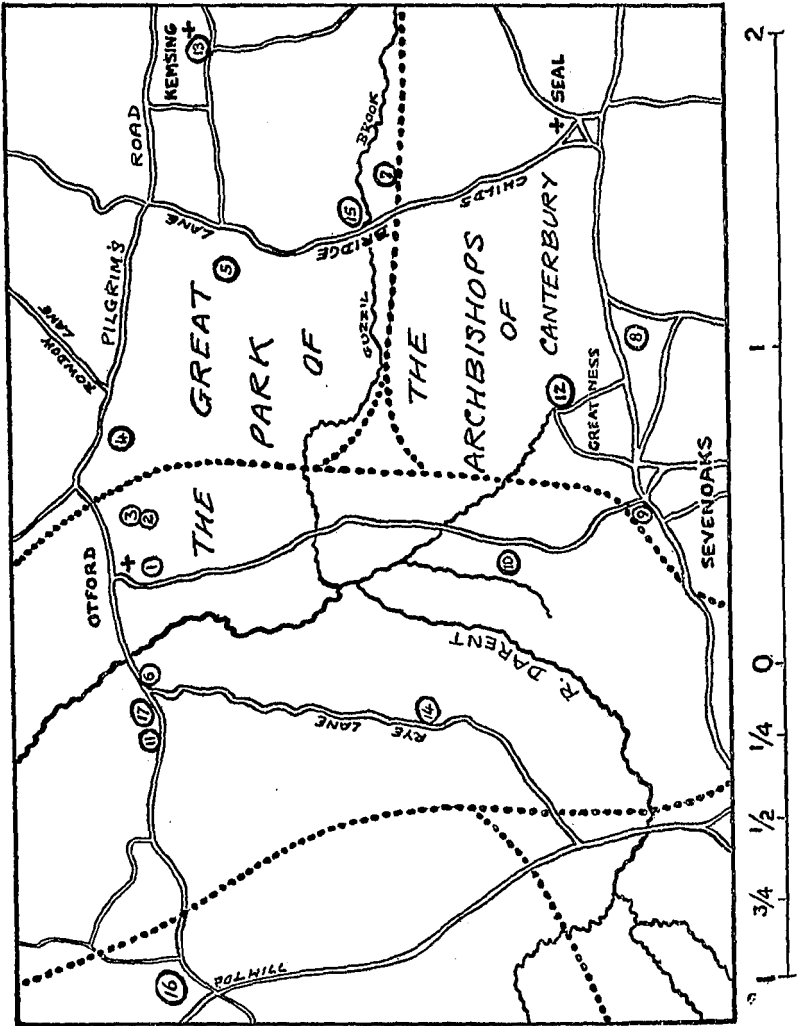 PILGRIM'S ROAD
KEMSING
13
ROWDOW
LANE
OTFORD
4
5
3
2
1
6
17
11
16
THE
GREAT
PARK
OF
THE
ARCHBISHOPS
OF
CANTERBURY
CHILDS BRIDGE LANE
15
7
GUZZIL BROOK
SEAL
12
GREATNESS
8
9
10
SEVENOAKS
R. DARENT
RYE LANE
14
POLHILL
1 3/4 1/2 1/4 0 1 2